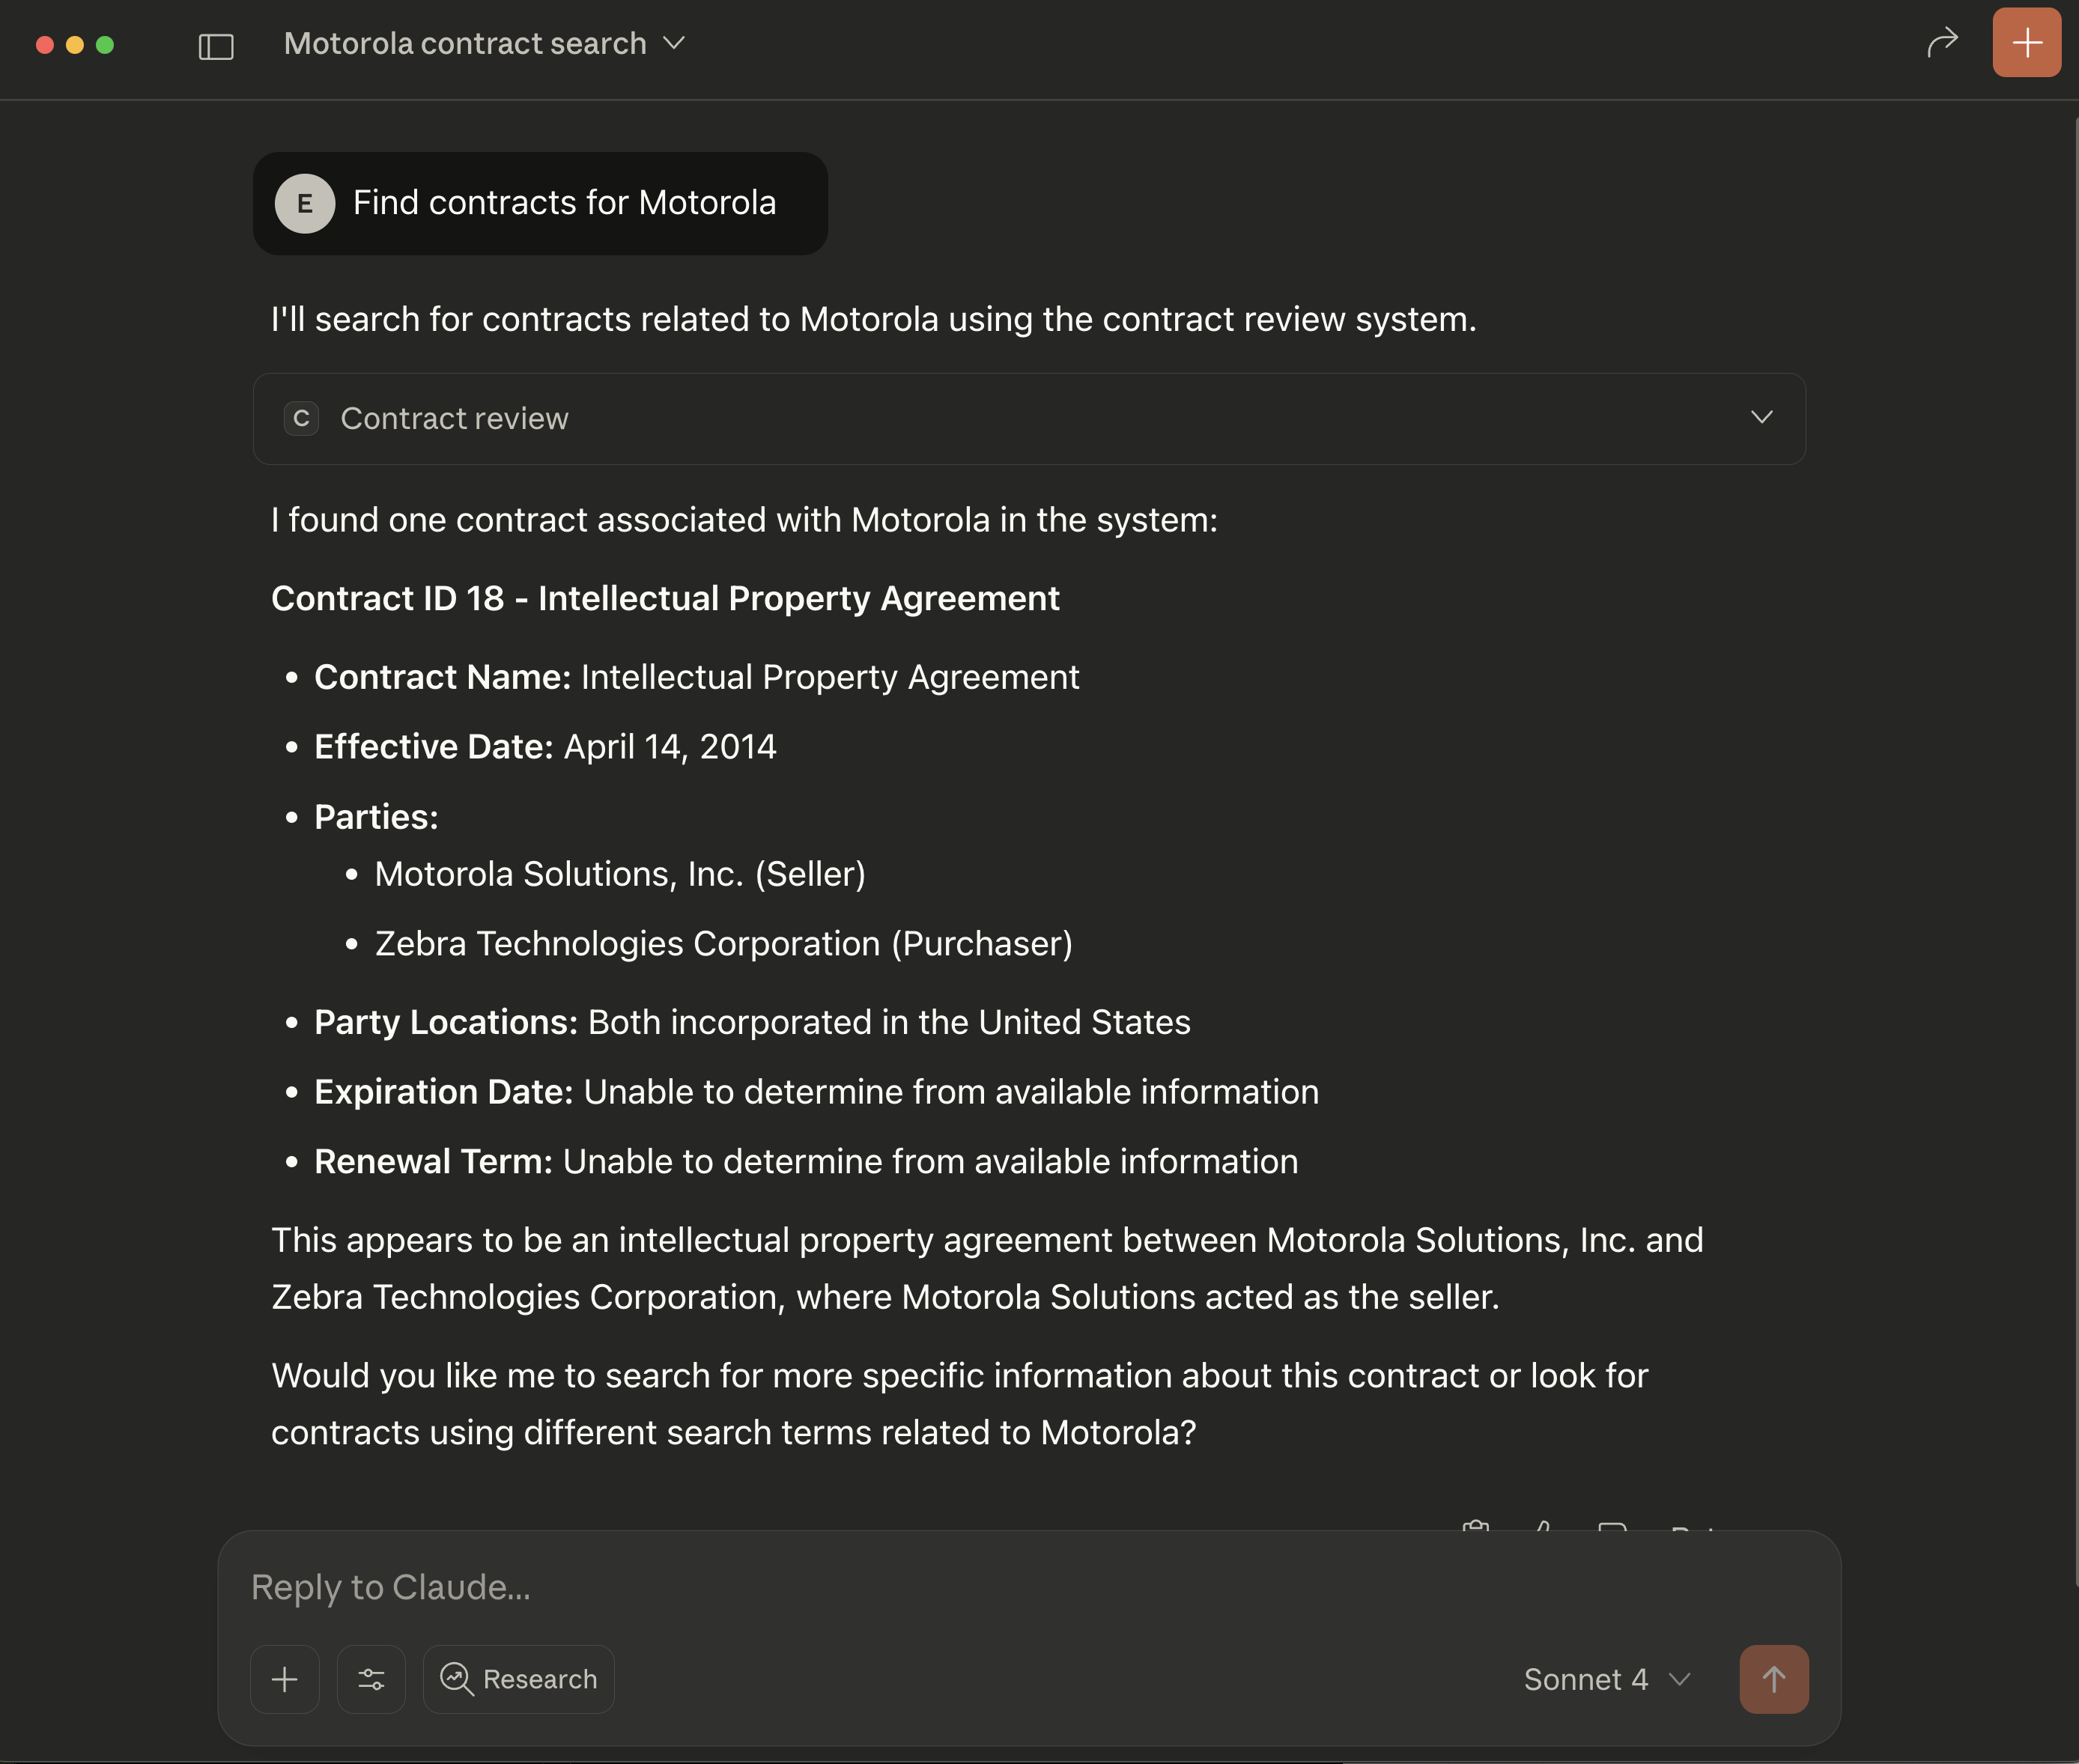 Motorola contract search
E
Find contracts for Motorola
I'll search for contracts related to Motorola using the contract review system.
C
Contract review
I found one contract associated with Motorola in the system:
Contract ID 18 - Intellectual Property Agreement
• Contract Name: Intellectual Property Agreement
• Effective Date: April 14, 2014
• Parties:
• Motorola Solutions, Inc. (Seller)
• Zebra Technologies Corporation (Purchaser)
• Party Locations: Both incorporated in the United States
• Expiration Date: Unable to determine from available information
• Renewal Term: Unable to determine from available information
This appears to be an intellectual property agreement between Motorola Solutions, Inc. and
Zebra Technologies Corporation, where Motorola Solutions acted as the seller.
Would you like me to search for more specific information about this contract or look for
contracts using different search terms related to Motorola?
Reply to Claude...
Research
Sonnet 4